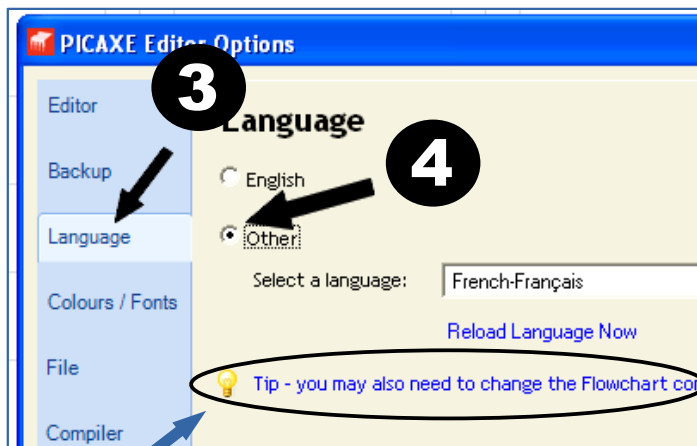 PICAXE Editor Options
3
Editor
Language
Backup
4
English
Language
Other
Select a language:
French-Français
Colours / Fonts
Reload Language Now
File
Tip - you may also need to change the Flowchart
Compiler